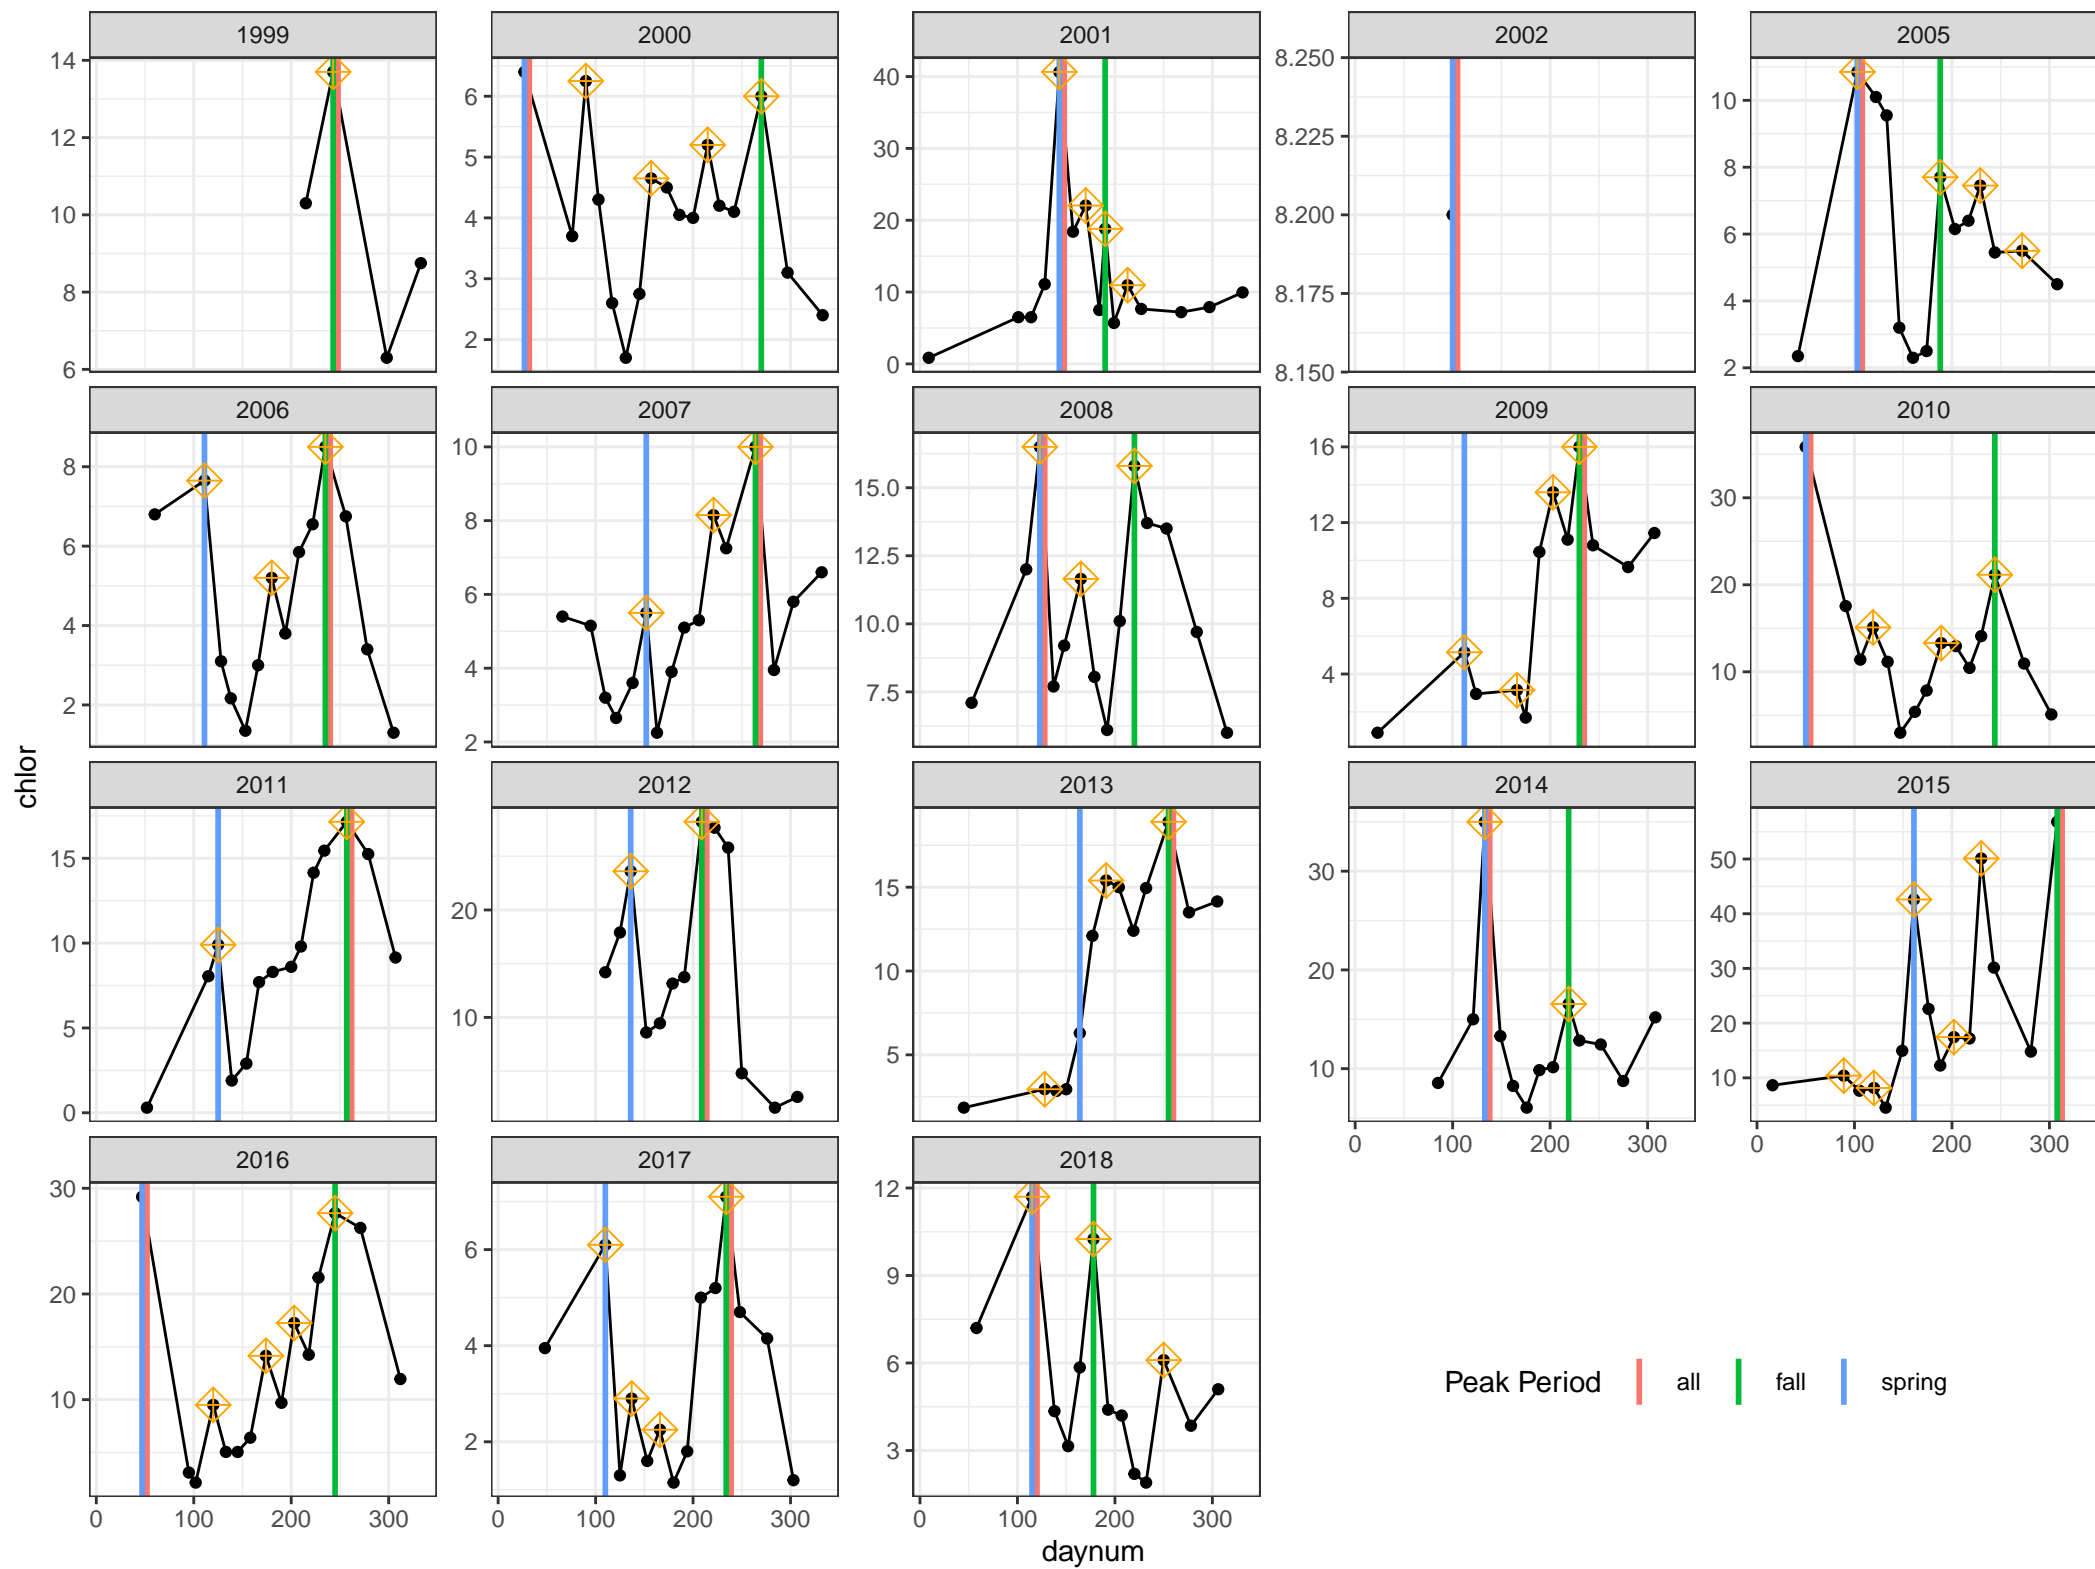 1999 2000 2001 2002 2005
14 12 10 8 6
6 5 4 3 2
40 30 20 10 0
8.250 8.225 8.200 8.175 8.150
10 8 6 4 2
2006 2007 2008 2009 2010
8 6 4 2
10 8 6 4 2
15.0 12.5 10.0 7.5
16 12 8 4
30 20 10
chlor
2011 2012 2013 2014 2015
15 10 5 0
20 10
15 10 5
30 20 10
50 40 30 20 10
0 100 200 300
0 100 200 300
2016 2017 2018
30 20 10
6 4 2
12 9 6 3
0 100 200 300
0 100 200 300
0 100 200 300
daynum
Peak Period all fall spring